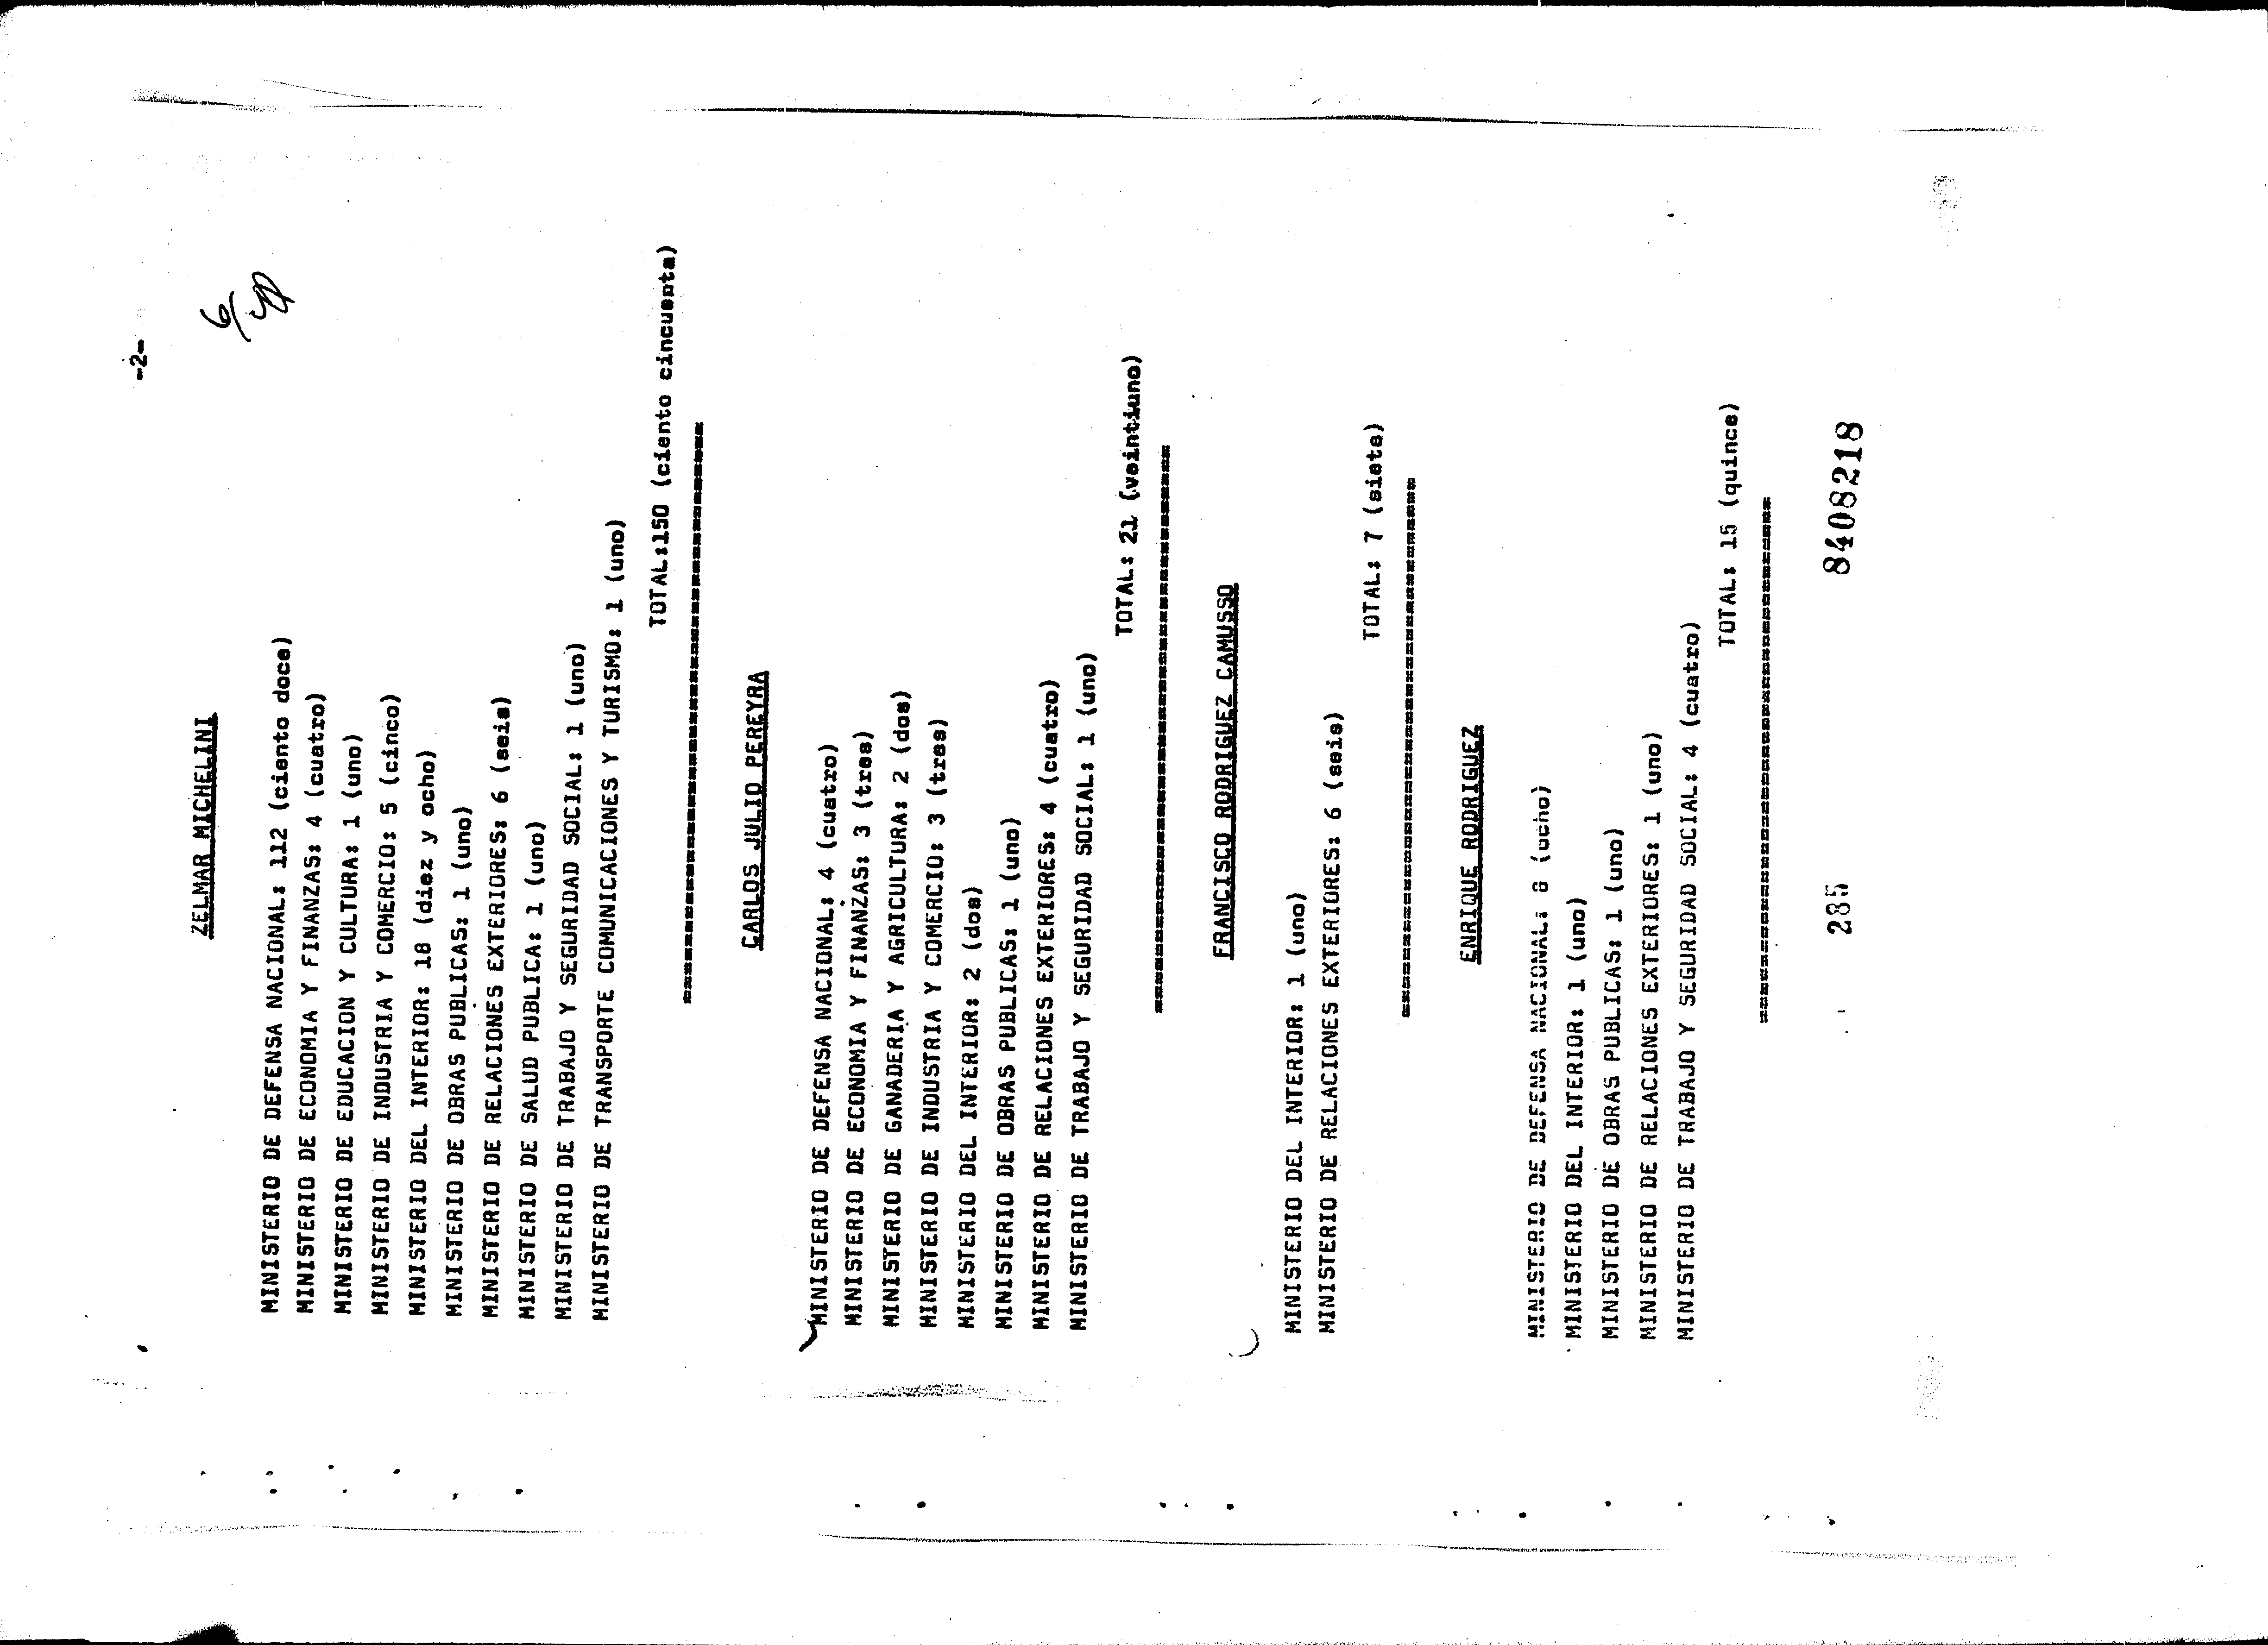 -2-
ZELMAR MICHELINI
MINISTERIO DE DEFENSA NACIONAL: 112 (ciento doce)
MINISTERIO DE ECONOMIA Y FINANZAS: 4 (cuatro)
MINISTERIO DE EDUCACION Y CULTURA: 1 (uno)
MINISTERIO DE INDUSTRIA Y COMERCIO: 5 (cinco)
MINISTERIO DEL INTERIOR: 18 (diez y ocho)
MINISTERIO DE OBRAS PUBLICAS: 1 (uno)
MINISTERIO DE RELACIONES EXTERIORES: 6 (seis)
MINISTERIO DE SALUD PUBLICA: 1 (uno)
MINISTERIO DE TRABAJO Y SEGURIDAD SOCIAL: 1 (uno)
MINISTERIO DE TRANSPORTE COMUNICACIONES Y TURISMO: 1 (uno)
TOTAL:150 (ciento cincuenta)
CARLOS JULIO PEREYRA
MINISTERIO DE DEFENSA NACIONAL: 4 (cuatro)
MINISTERIO DE ECONOMIA Y FINANZAS: 3 (tres)
MINISTERIO DE GANADERIA Y AGRICULTURA: 2 (dos)
MINISTERIO DE INDUSTRIA Y COMERCIO: 3 (tres)
MINISTERIO DEL INTERIOR: 2 (dos)
MINISTERIO DE OBRAS PUBLICAS: 1 (uno)
MINISTERIO DE RELACIONES EXTERIORES: 4 (cuatro)
MINISTERIO DE TRABAJO Y SEGURIDAD SOCIAL: 1 (uno)
TOTAL: 21 (veintiuno)
FRANCISCO RODRIGUEZ CAMUSSO
MINISTERIO DEL INTERIOR: 1 (uno)
MINISTERIO DE RELACIONES EXTERIORES: 6 (seis)
TOTAL: 7 (siete)
ENRIQUE RODRIGUEZ
MINISTERIO DE DEFENSA NACIONAL: 8 (ocho)
MINISTERIO DEL INTERIOR: 1 (uno)
MINISTERIO DE OBRAS PUBLICAS: 1 (uno)
MINISTERIO DE RELACIONES EXTERIORES: 1 (uno)
MINISTERIO DE TRABAJO Y SEGURIDAD SOCIAL: 4 (cuatro)
TOTAL: 15 (quince)
285 8408218